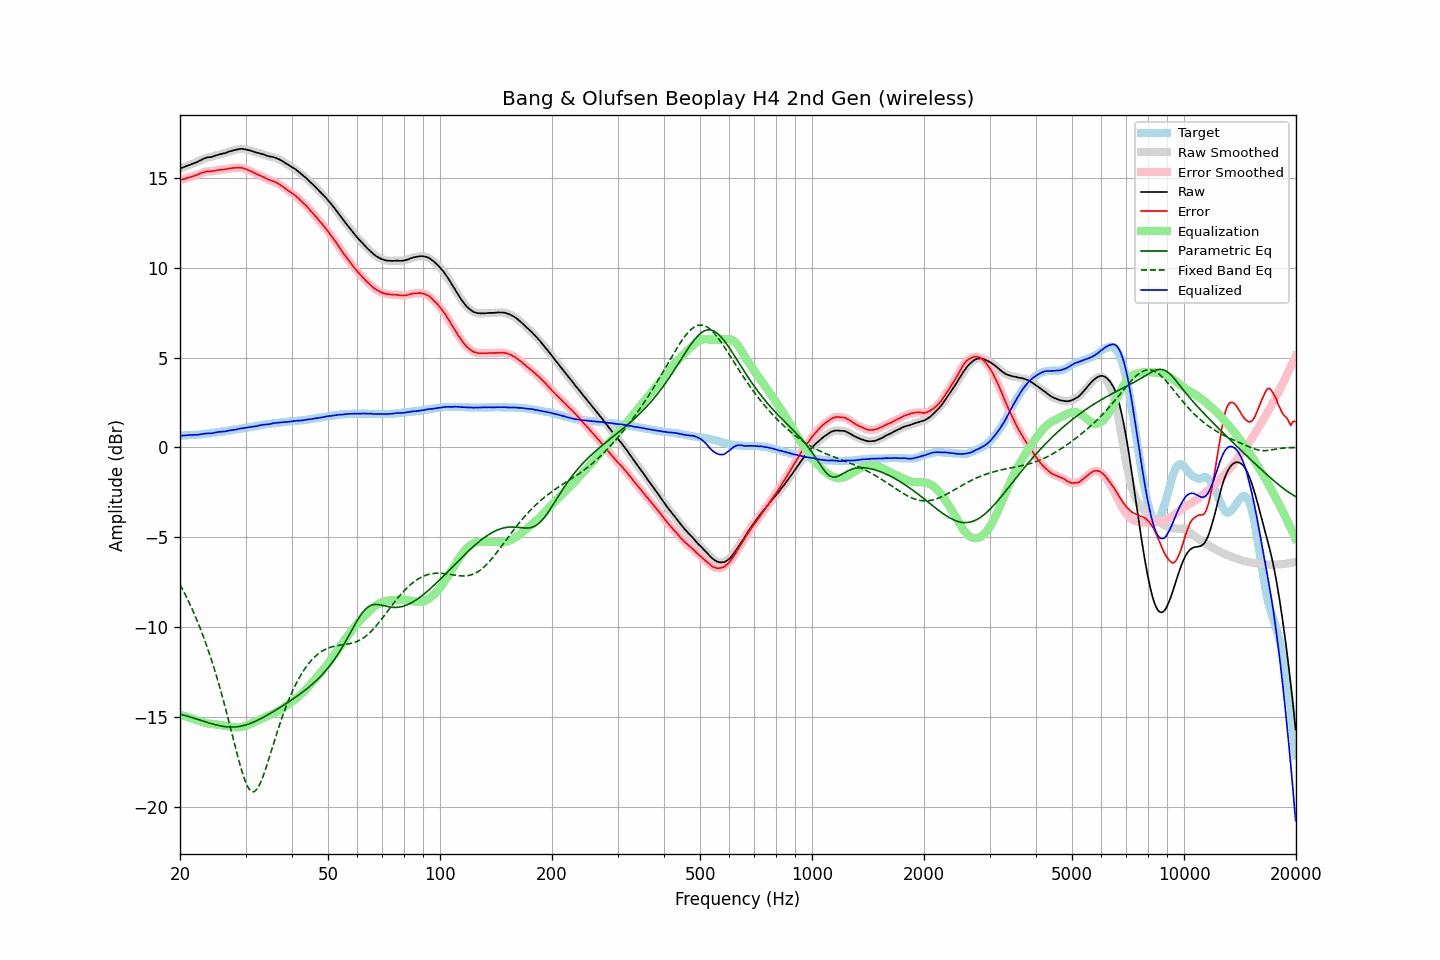 Bang & Olufsen Beoplay H4 2nd Gen (wireless)
Target
Raw Smoothed
Error Smoothed
Raw
Error
Equalization
Parametric Eq
Fixed Band Eq
Equalized
Amplitude (dBr)
15
10
5
0
−5
−10
−15
−20
20 50 100 200 500 1000 2000 5000 10000 20000
Frequency (Hz)